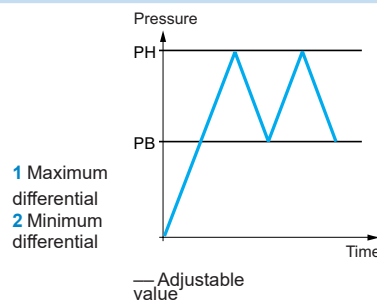 Pressure
PH
PB
1 Maximum
differential
2 Minimum
differential
Time
— Adjustable
value